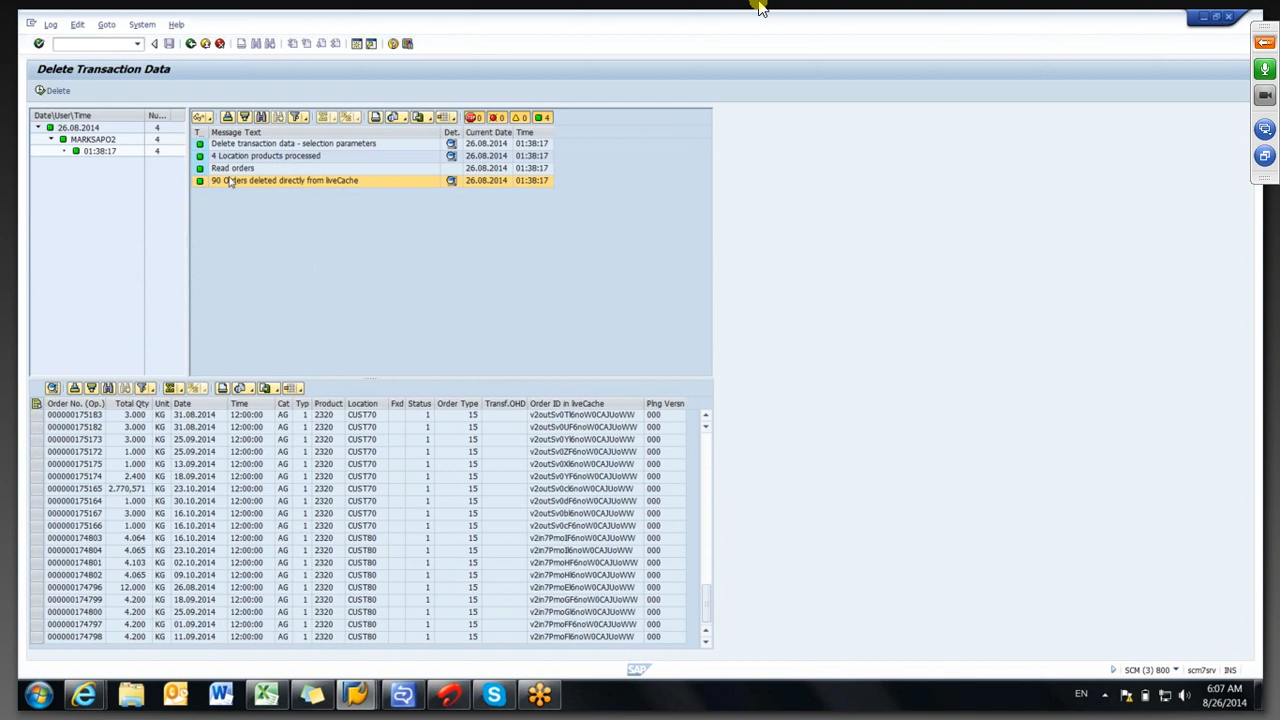 Log Edit Goto System Help
Delete Transaction Data
Delete
Date\User\Time Nu...
26.08.2014 4
MARKSAPO2 4
01:38:17 4
0 0 0 4
T... Message Text Det. Current Date Time
Delete transaction data - selection parameters 26.08.2014 01:38:17
4 Location products processed 26.08.2014 01:38:17
Read orders 26.08.2014 01:38:17
90 Orders deleted directly from liveCache 26.08.2014 01:38:17
Order No. (Op.) Total Qty Unit Date Time Cat Typ Product Location Fxd Status Order Type Transf.OHD Order ID in liveCache Plng Versn
000000175183 3.000 KG 31.08.2014 12:00:00 AG 1 2320 CUST70 1 15 000
000000175182 3.000 KG 31.08.2014 12:00:00 AG 1 2320 CUST70 1 15 v2outSv0UF6noW0CAJUoWW 000
000000175173 3.000 KG 25.09.2014 12:00:00 AG 1 2320 CUST70 1 15 000
000000175172 1.000 KG 25.09.2014 12:00:00 AG 1 2320 CUST70 1 15 v2outSv0ZF6noW0CAJUoWW 000
000000175175 1.000 KG 13.09.2014 12:00:00 AG 1 2320 CUST70 1 15 000
000000175174 2.400 KG 18.09.2014 12:00:00 AG 1 2320 CUST70 1 15 v2outSv0YF6noW0CAJUoWW 000
000000175165 2.770,571 KG 23.10.2014 12:00:00 AG 1 2320 CUST70 1 15 000
000000175164 1.000 KG 30.10.2014 12:00:00 AG 1 2320 CUST70 1 15 v2outSv0dF6noW0CAJUoWW 000
000000175167 3.000 KG 16.10.2014 12:00:00 AG 1 2320 CUST70 1 15 000
000000175166 1.000 KG 16.10.2014 12:00:00 AG 1 2320 CUST70 1 15 v2outSv0cF6noW0CAJUoWW 000
000000174803 4.064 KG 16.10.2014 12:00:00 AG 1 2320 CUST80 1 15 000
000000174804 4.065 KG 23.10.2014 12:00:00 AG 1 2320 CUST80 1 15 000
000000174801 4.103 KG 02.10.2014 12:00:00 AG 1 2320 CUST80 1 15 v2in7PmoHF6noW0CAJUoWW 000
000000174802 4.065 KG 09.10.2014 12:00:00 AG 1 2320 CUST80 1 15 000
000000174796 12.000 KG 26.08.2014 12:00:00 AG 1 2320 CUST80 1 15 000
000000174799 4.200 KG 18.09.2014 12:00:00 AG 1 2320 CUST80 1 15 v2in7PmoGF6noW0CAJUoWW 000
000000174800 4.200 KG 25.09.2014 12:00:00 AG 1 2320 CUST80 1 15 000
000000174797 4.200 KG 01.09.2014 12:00:00 AG 1 2320 CUST80 1 15 v2in7PmoFF6noW0CAJUoWW 000
000000174798 4.200 KG 11.09.2014 12:00:00 AG 1 2320 CUST80 1 15 000
SAP
SCM (3) 800 scm7srv INS
EN 6:07 AM
8/26/2014